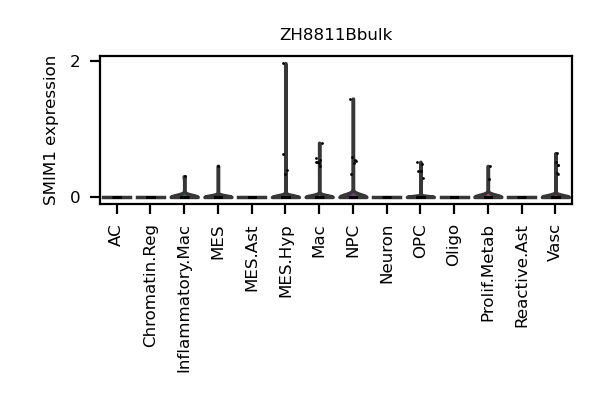 ZH8811Bbulk
SMIM1 expression
2
0
AC
Chromatin.Reg
Inflammatory.Mac
MES
MES.Ast
MES.Hyp
Mac
NPC
Neuron
OPC
Oligo
Prolif.Metab
Reactive.Ast
Vasc